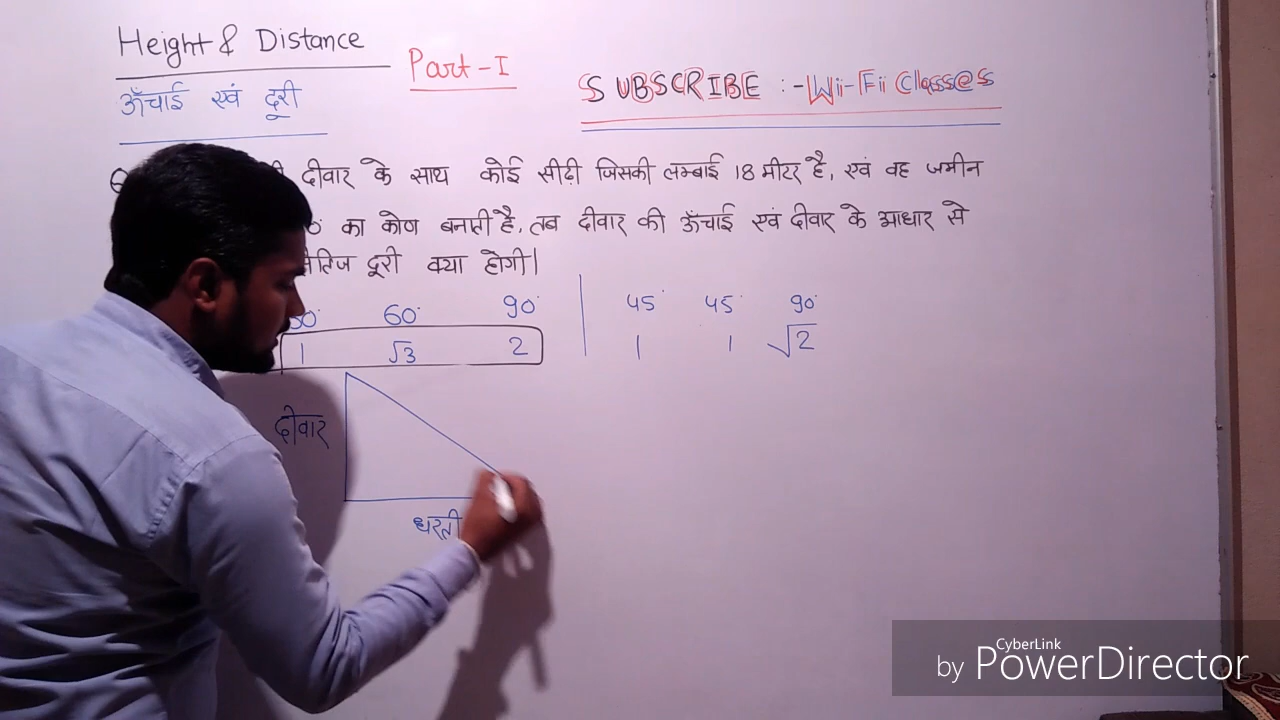 Height & Distance
Part-I
ऊँचाई एवं दूरी
SUBSCRIBE :- Wii-Fii Classes
दीवार के साथ कोई सीढ़ी जिसकी लम्बाई 18 मीटर है, एवं वह जमीन
का कोण बनाती है, तब दीवार की ऊँचाई एवं दीवार के आधार से
दूरी क्या होगी।
60° 90° 45° 45° 90°
1 √3 2 1 1 √2
दीवार
धरती
CyberLink
by PowerDirector